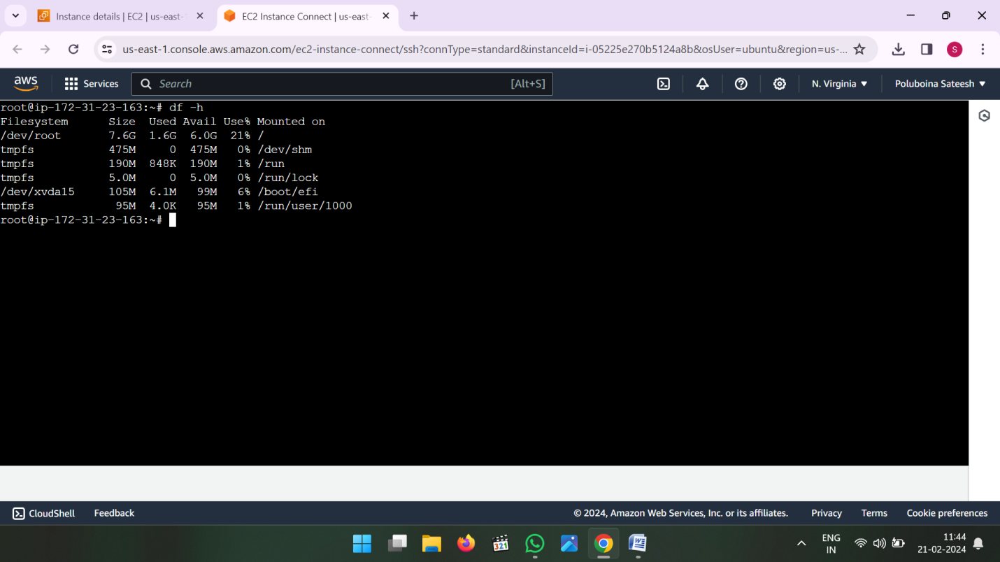 Instance details | EC2 | us-east-1
EC2 Instance Connect | us-east-
us-east-1.console.aws.amazon.com/ec2-instance-connect/ssh?connType=standard&instanceId=i-05225e270b5124a8b&osUser=ubuntu&region=us-...
S
aws
Services
Search
[Alt+S]
N. Virginia
Poluboina Sateesh
root@ip-172-31-23-163:~# df -h
Filesystem      Size  Used Avail Use% Mounted on
/dev/root       7.6G  1.6G  6.0G  21% /
tmpfs           475M     0  475M   0% /dev/shm
tmpfs           190M  848K  190M   1% /run
tmpfs           5.0M     0  5.0M   0% /run/lock
/dev/xvda15     105M  6.1M   99M   6% /boot/efi
tmpfs            95M  4.0K   95M   1% /run/user/1000
root@ip-172-31-23-163:~#
CloudShell
Feedback
© 2024, Amazon Web Services, Inc. or its affiliates.
Privacy
Terms
Cookie preferences
321
W
ENG
IN
11:44
21-02-2024